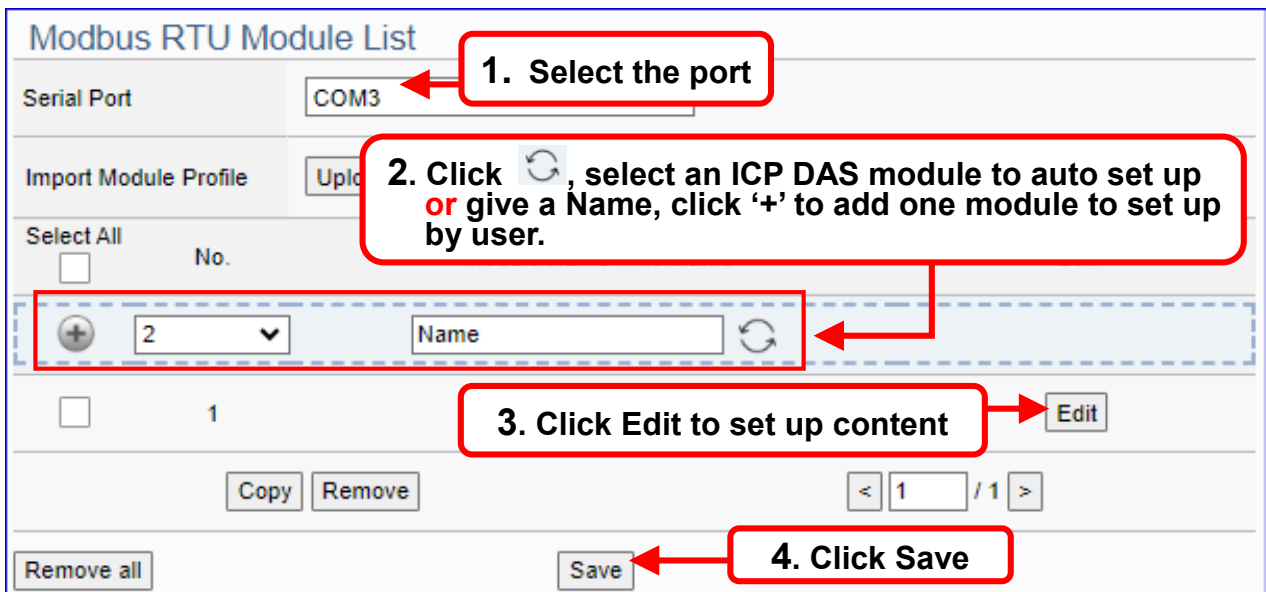 Modbus RTU Module List
1. Select the port
Serial Port
COM3
Import Module Profile
2. Click , select an ICP DAS module to auto set up
or give a Name, click ‘+’ to add one module to set up
by user.
Select All
No.
2
Name
1
3. Click Edit to set up content
Edit
Copy
Remove
<
1
/ 1
>
Remove all
Save
4. Click Save